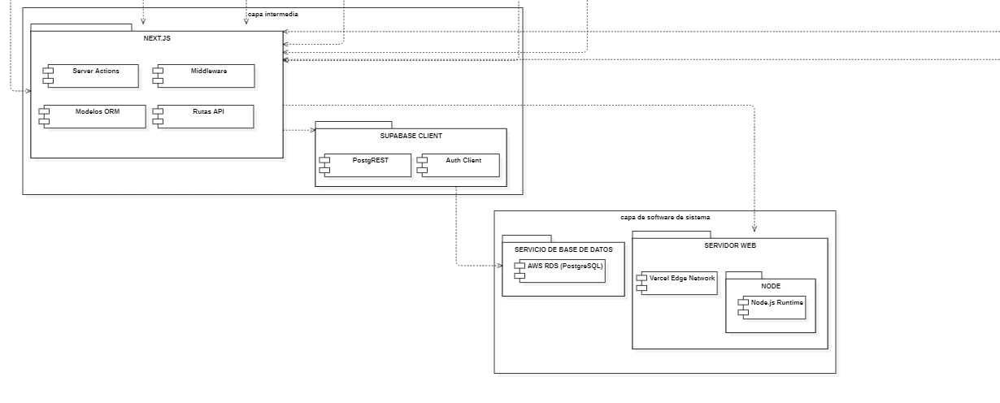 capa intermedia
NEXT.JS
Server Actions
Middleware
Modelos ORM
Rutas API
SUPABASE CLIENT
PostgREST
Auth Client
capa de software de sistema
SERVICIO DE BASE DE DATOS
AWS RDS (PostgreSQL)
SERVIDOR WEB
Vercel Edge Network
NODE
Node.js Runtime